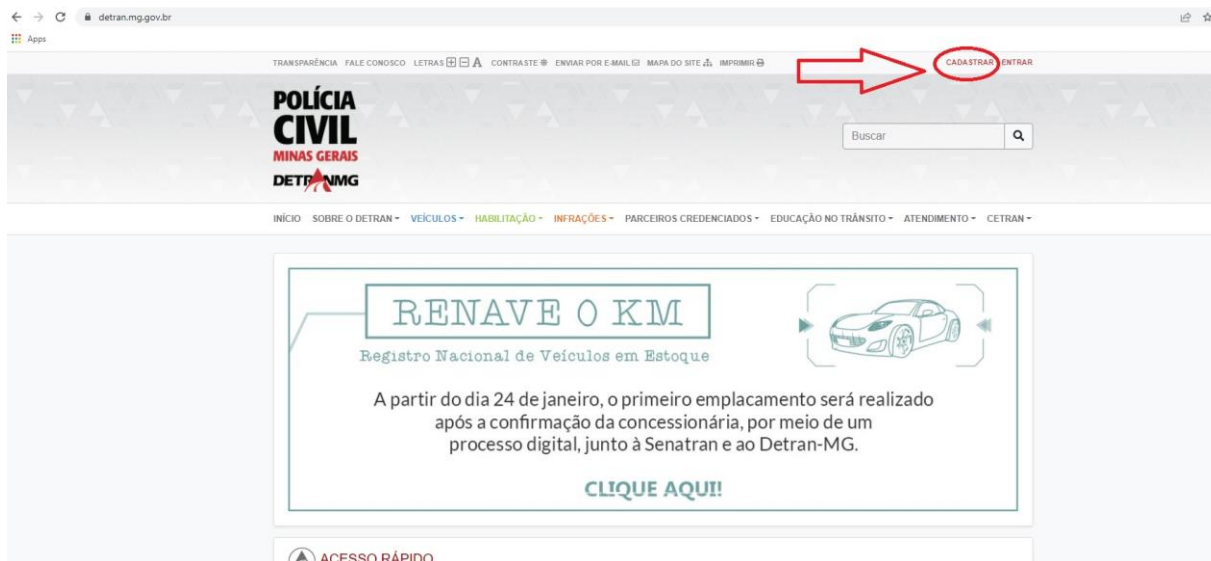 detran.mg.gov.br
Apps
TRANSPARÊNCIA FALE CONOSCO LETRAS A CONTRASTE ENVIAR POR E-MAIL MAPA DO SITE IMPRIMIR CADASTRAR ENTRAR
POLÍCIA
CIVIL
MINAS GERAIS
DETRANMG
Buscar
INÍCIO SOBRE O DETRAN VEÍCULOS HABILITAÇÃO INFRAÇÕES PARCEIROS CREDENCIADOS EDUCAÇÃO NO TRÂNSITO ATENDIMENTO CETRAN
RENAVE 0 KM
Registro Nacional de Veículos em Estoque
A partir do dia 24 de janeiro, o primeiro emplacamento será realizado
após a confirmação da concessionária, por meio de um
processo digital, junto à Senatran e ao Detran-MG.
CLIQUE AQUI!
ACESSO RÁPIDO